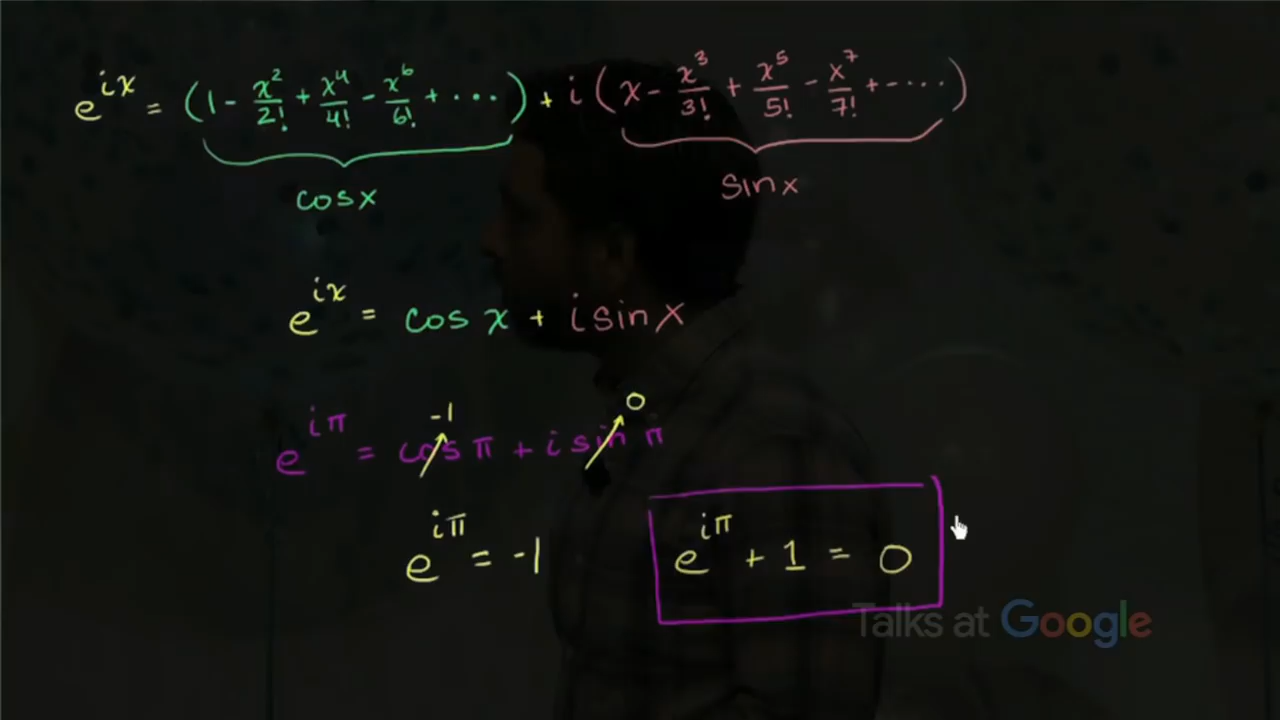 e^{ix} = (1 - x²/2! + x⁴/4! - x⁶/6! + ...) + i (x - x³/3! + x⁵/5! - x⁷/7! + - ....)
cos x sin x
e^{ix} = cos x + i sin x
-1 0
e^{iπ} = cos π + i sin π
e^{iπ} = -1 e^{iπ} + 1 = 0
Talks at Google